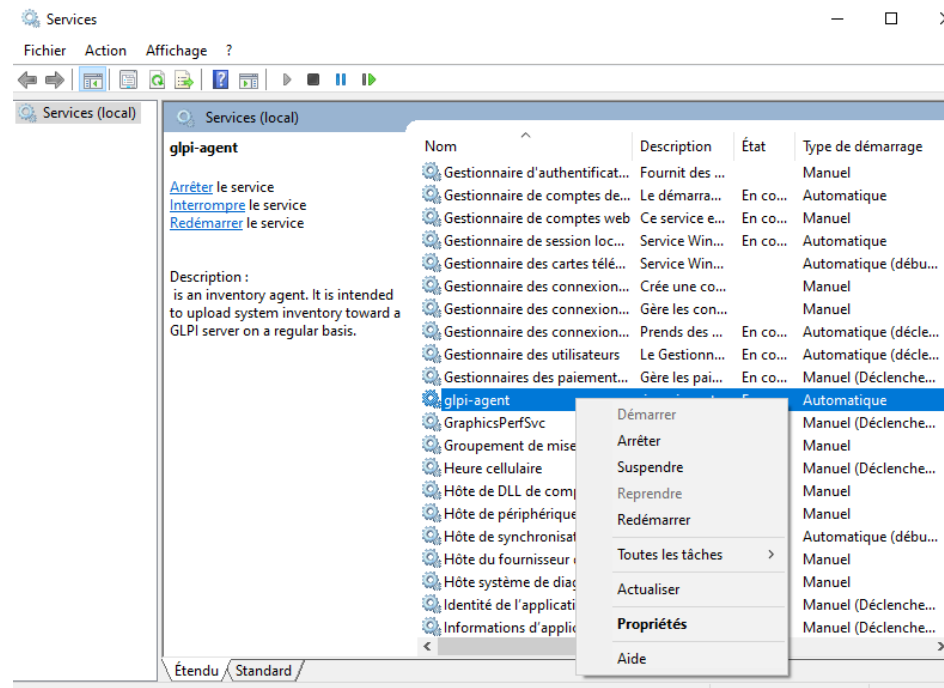 Services
Fichier Action Affichage ?
Services (local)
Services (local)
glpi-agent
Arrêter le service
Interrompre le service
Redémarrer le service
Description :
is an inventory agent. It is intended
to upload system inventory toward a
GLPI server on a regular basis.
Nom Description État Type de démarrage
Gestionnaire d'authentificat... Fournit des ... Manuel
Gestionnaire de comptes de... Le démarra... En co... Automatique
Gestionnaire de comptes web Ce service e... En co... Manuel
Gestionnaire de session loc... Service Win... En co... Automatique
Gestionnaire des cartes télé... Service Win... Automatique (débu...
Gestionnaire des connexion... Crée une co... Manuel
Gestionnaire des connexion... Gère les con... Manuel
Gestionnaire des connexion... Prends des ... En co... Automatique (décle...
Gestionnaire des utilisateurs Le Gestionn... En co... Automatique (décle...
Gestionnaires des paiement... Gère les pai... En co... Manuel (Déclenche...
glpi-agent Automatique
GraphicsPerfSvc Manuel (Déclenche...
Groupement de mise Manuel
Heure cellulaire Manuel (Déclenche...
Hôte de DLL de com Manuel
Hôte de périphérique Manuel
Hôte de synchronisat Automatique (débu...
Hôte du fournisseur Manuel
Hôte système de diag Manuel
Identité de l'applicati Manuel (Déclenche...
Informations d'applic Manuel (Déclenche...
Démarrer
Arrêter
Suspendre
Reprendre
Redémarrer
Toutes les tâches
Actualiser
Propriétés
Aide
Étendu Standard